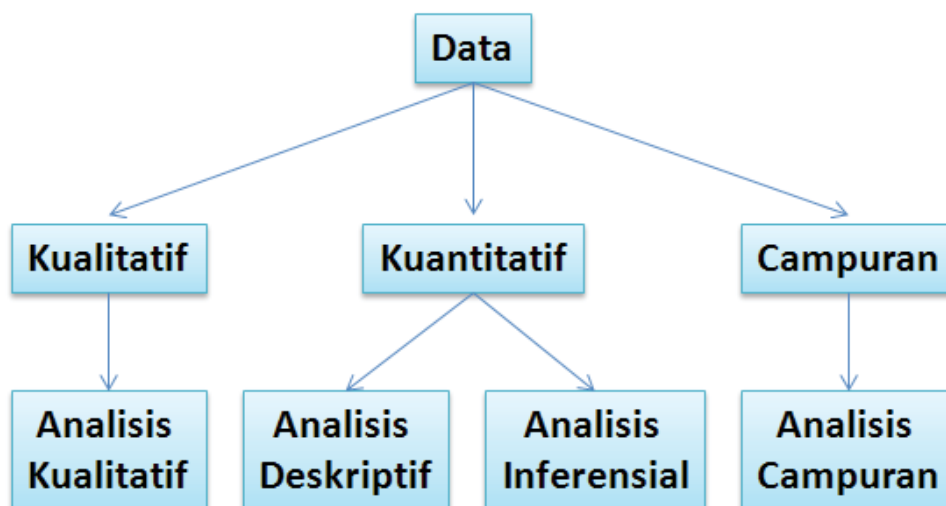 Data
Kualitatif
Kuantitatif
Campuran
Analisis
Kualitatif
Analisis
Deskriptif
Analisis
Inferensial
Analisis
Campuran